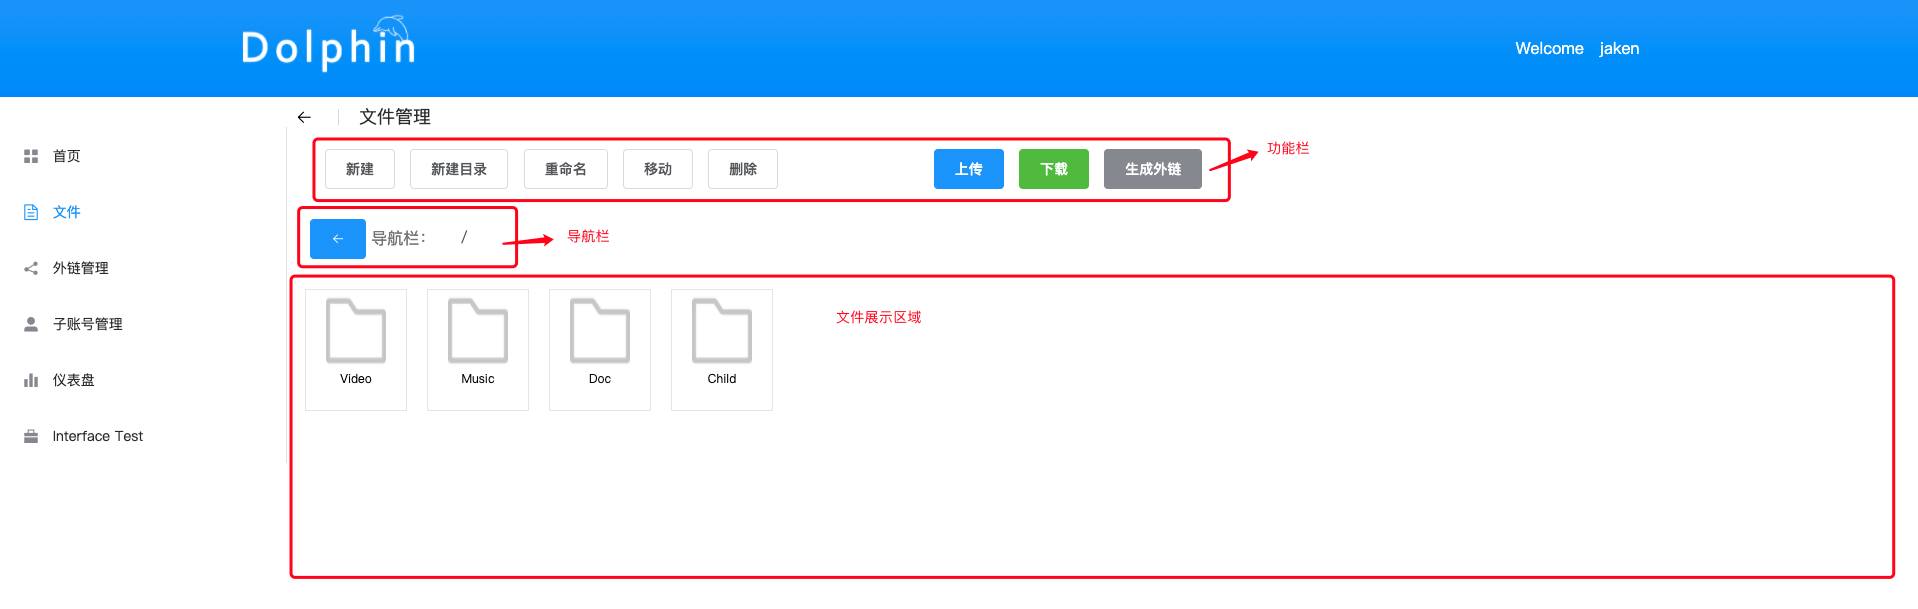 Dolphin
Welcome jaken
文件管理
首页
文件
外链管理
子账号管理
仪表盘
Interface Test
新建 新建目录 重命名 移动 删除 上传 下载 生成外链
功能栏
导航栏： /
导航栏
文件展示区域
Video Music Doc Child